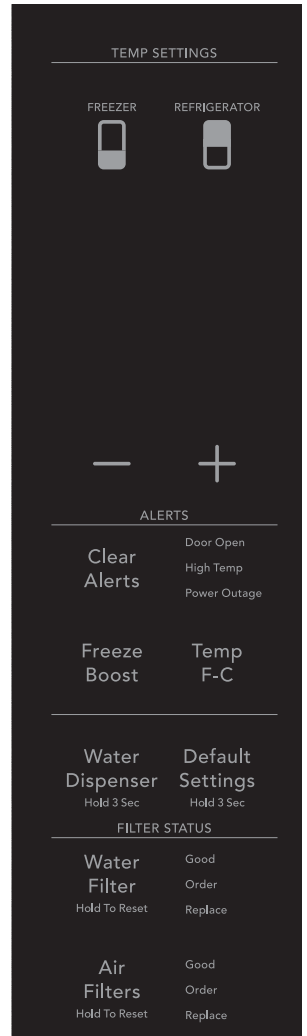 TEMP SETTINGS
FREEZER REFRIGERATOR
ALERTS
Clear
Alerts
Door Open
High Temp
Power Outage
Freeze
Boost
Temp
F-C
Water
Dispenser
Hold 3 Sec
Default
Settings
Hold 3 Sec
FILTER STATUS
Water
Filter
Hold To Reset
Good
Order
Replace
Air
Filters
Hold To Reset
Good
Order
Replace